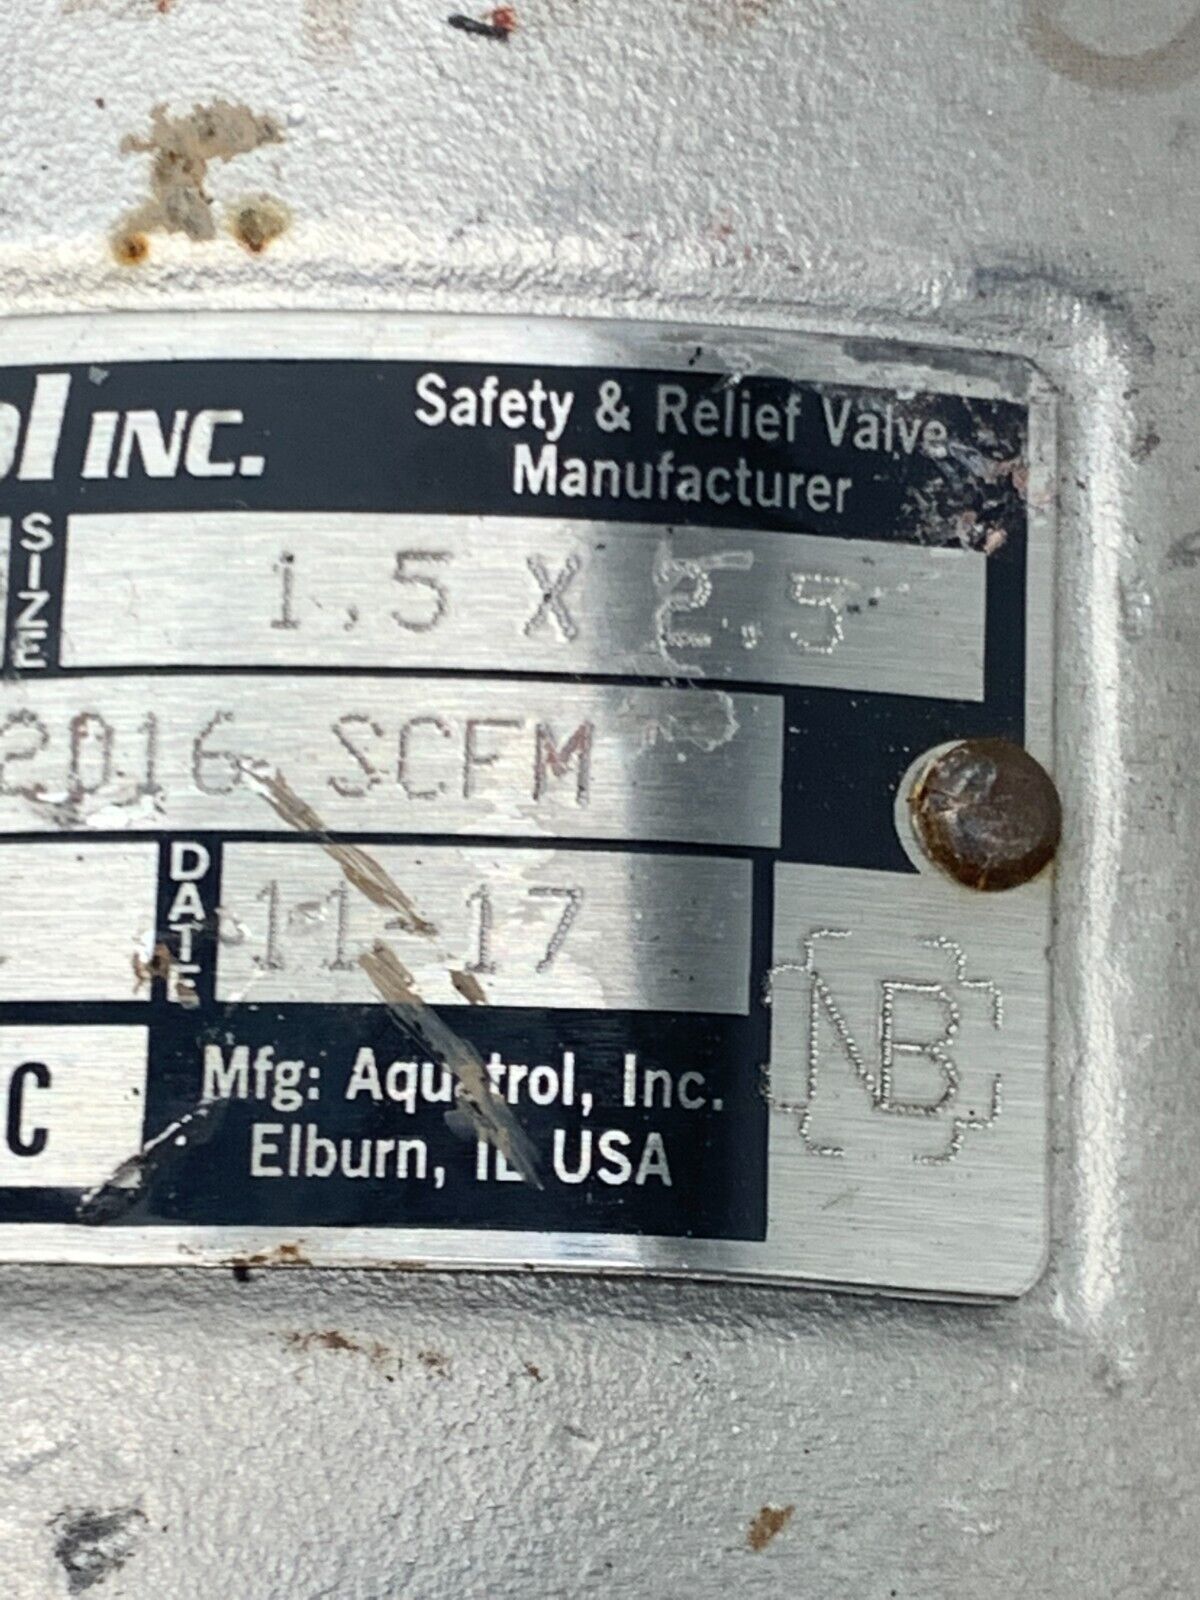 INC.
Safety & Relief Valve
Manufacturer
SIZE
1.5 X 2.5
2016 SCFM
DATE
11-17
C
Mfg: Aquatrol, Inc.
Elburn, IL USA
NB